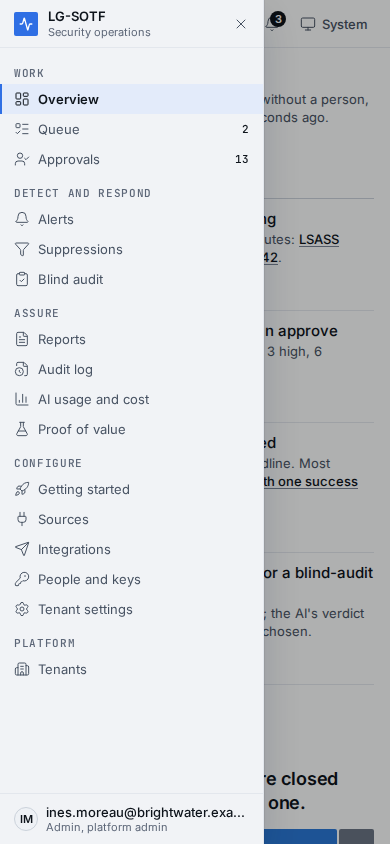 LG-SOTF
Security operations
3
System
WORK
Overview
Queue 2
Approvals 13
DETECT AND RESPOND
Alerts
Suppressions
Blind audit
ASSURE
Reports
Audit log
AI usage and cost
Proof of value
CONFIGURE
Getting started
Sources
Integrations
People and keys
Tenant settings
PLATFORM
Tenants
IM
ines.moreau@brightwater.exa...
Admin, platform admin
without a person,
conds ago.
utes: LSASS
42.
n approve
3 high, 6
ed
dline. Most
th one success
or a blind-audit
; the AI's verdict
chosen.
re closed
one.